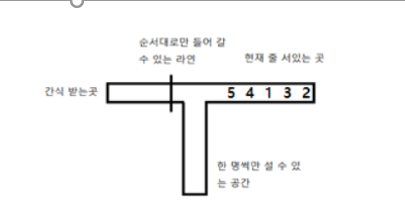 순서대로만 들어 갈
수 있는 라연
현재 줄 서있는 곳
간식 받는곳
5 4 1 3 2
한 명씩만 설 수 있
는 공간